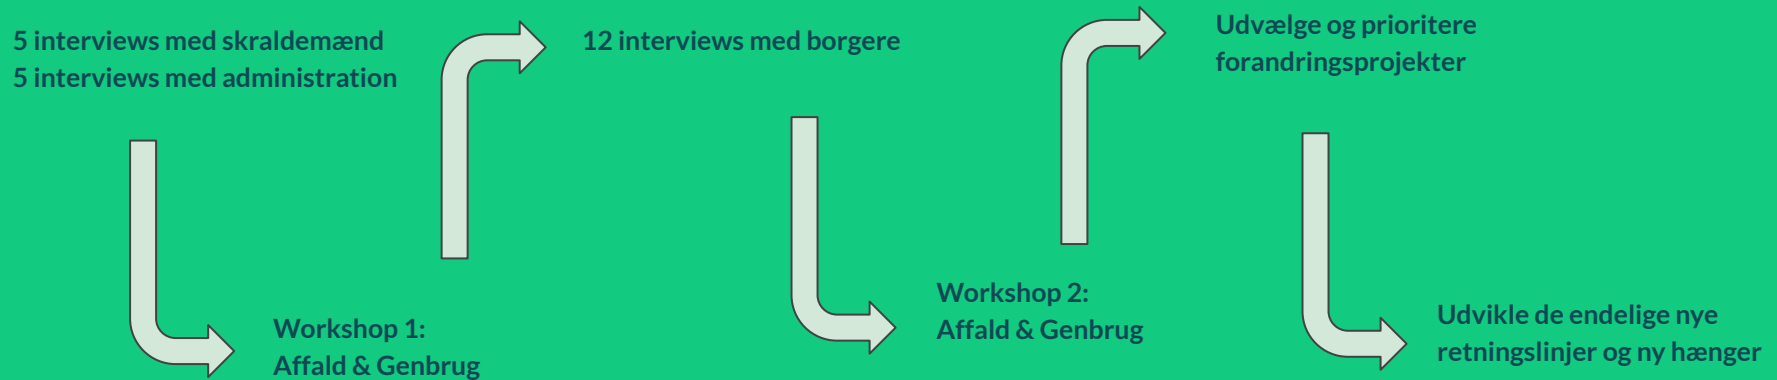 5 interviews med skraldemænd
5 interviews med administration
Workshop 1:
Affald & Genbrug
12 interviews med borgere
Workshop 2:
Affald & Genbrug
Udvælge og prioritere
forandringsprojekter
Udvikle de endelige nye
retningslinjer og ny hænger